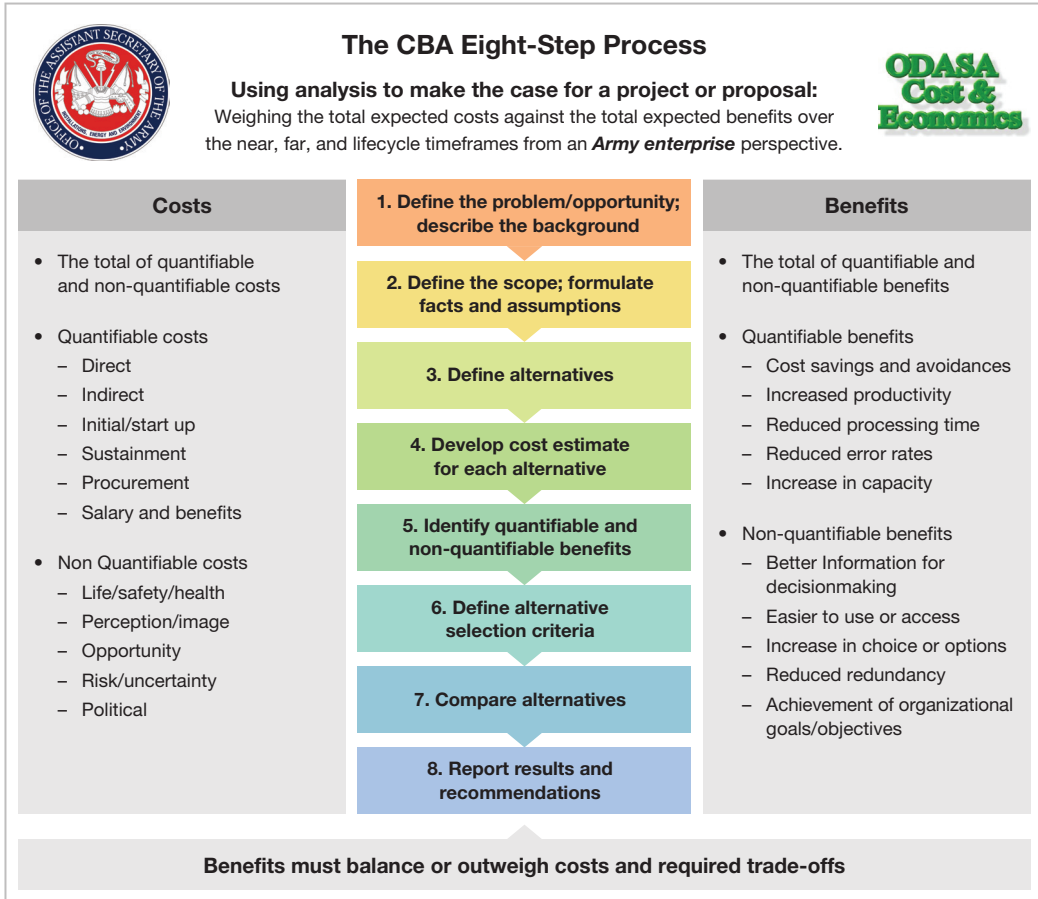 OFFICE OF THE ASSISTANT SECRETARY OF THE ARMY
INSTALLATIONS, ENERGY AND ENVIRONMENT
The CBA Eight-Step Process
Using analysis to make the case for a project or proposal:
Weighing the total expected costs against the total expected benefits over
the near, far, and lifecycle timeframes from an Army enterprise perspective.
ODASA
Cost &
Economics
Costs
• The total of quantifiable
and non-quantifiable costs
• Quantifiable costs
– Direct
– Indirect
– Initial/start up
– Sustainment
– Procurement
– Salary and benefits
• Non Quantifiable costs
– Life/safety/health
– Perception/image
– Opportunity
– Risk/uncertainty
– Political
1. Define the problem/opportunity;
describe the background
2. Define the scope; formulate
facts and assumptions
3. Define alternatives
4. Develop cost estimate
for each alternative
5. Identify quantifiable and
non-quantifiable benefits
6. Define alternative
selection criteria
7. Compare alternatives
8. Report results and
recommendations
Benefits
• The total of quantifiable and
non-quantifiable benefits
• Quantifiable benefits
– Cost savings and avoidances
– Increased productivity
– Reduced processing time
– Reduced error rates
– Increase in capacity
• Non-quantifiable benefits
– Better Information for
decisionmaking
– Easier to use or access
– Increase in choice or options
– Reduced redundancy
– Achievement of organizational
goals/objectives
Benefits must balance or outweigh costs and required trade-offs